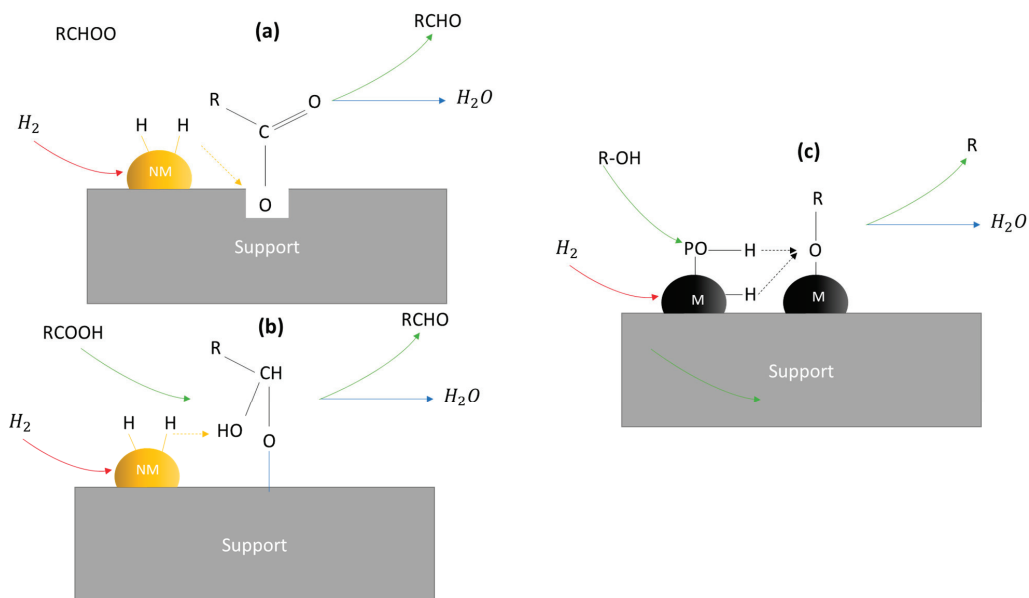 (a)
RCHOO
RCHO
H₂O
H₂
H H
NM
R
O
C
O
Support
(b)
RCOOH
RCHO
H₂O
H₂
H H
NM
R
CH
HO
O
Support
(c)
R-OH
R
H₂O
H₂
R
PO H
O
H
M
M
Support